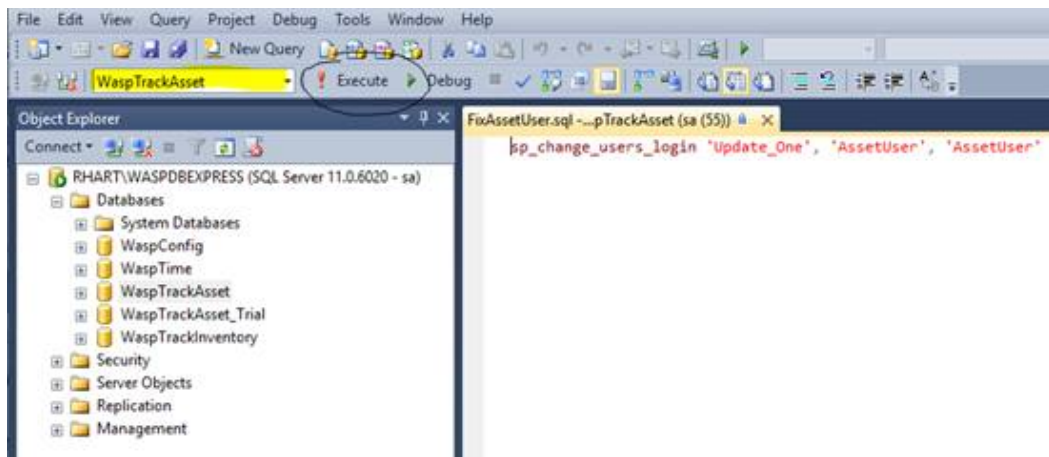 File Edit View Query Project Debug Tools Window Help
New Query
WaspTrackAsset Execute Debug
Object Explorer
FixAssetUser.sql -...pTrackAsset (sa (55))
Connect
sp_change_users_login 'Update_One', 'AssetUser', 'AssetUser'
RHART\WASPDBEXPRESS (SQL Server 11.0.6020 - sa)
Databases
System Databases
WaspConfig
WaspTime
WaspTrackAsset
WaspTrackAsset_Trial
WaspTrackInventory
Security
Server Objects
Replication
Management